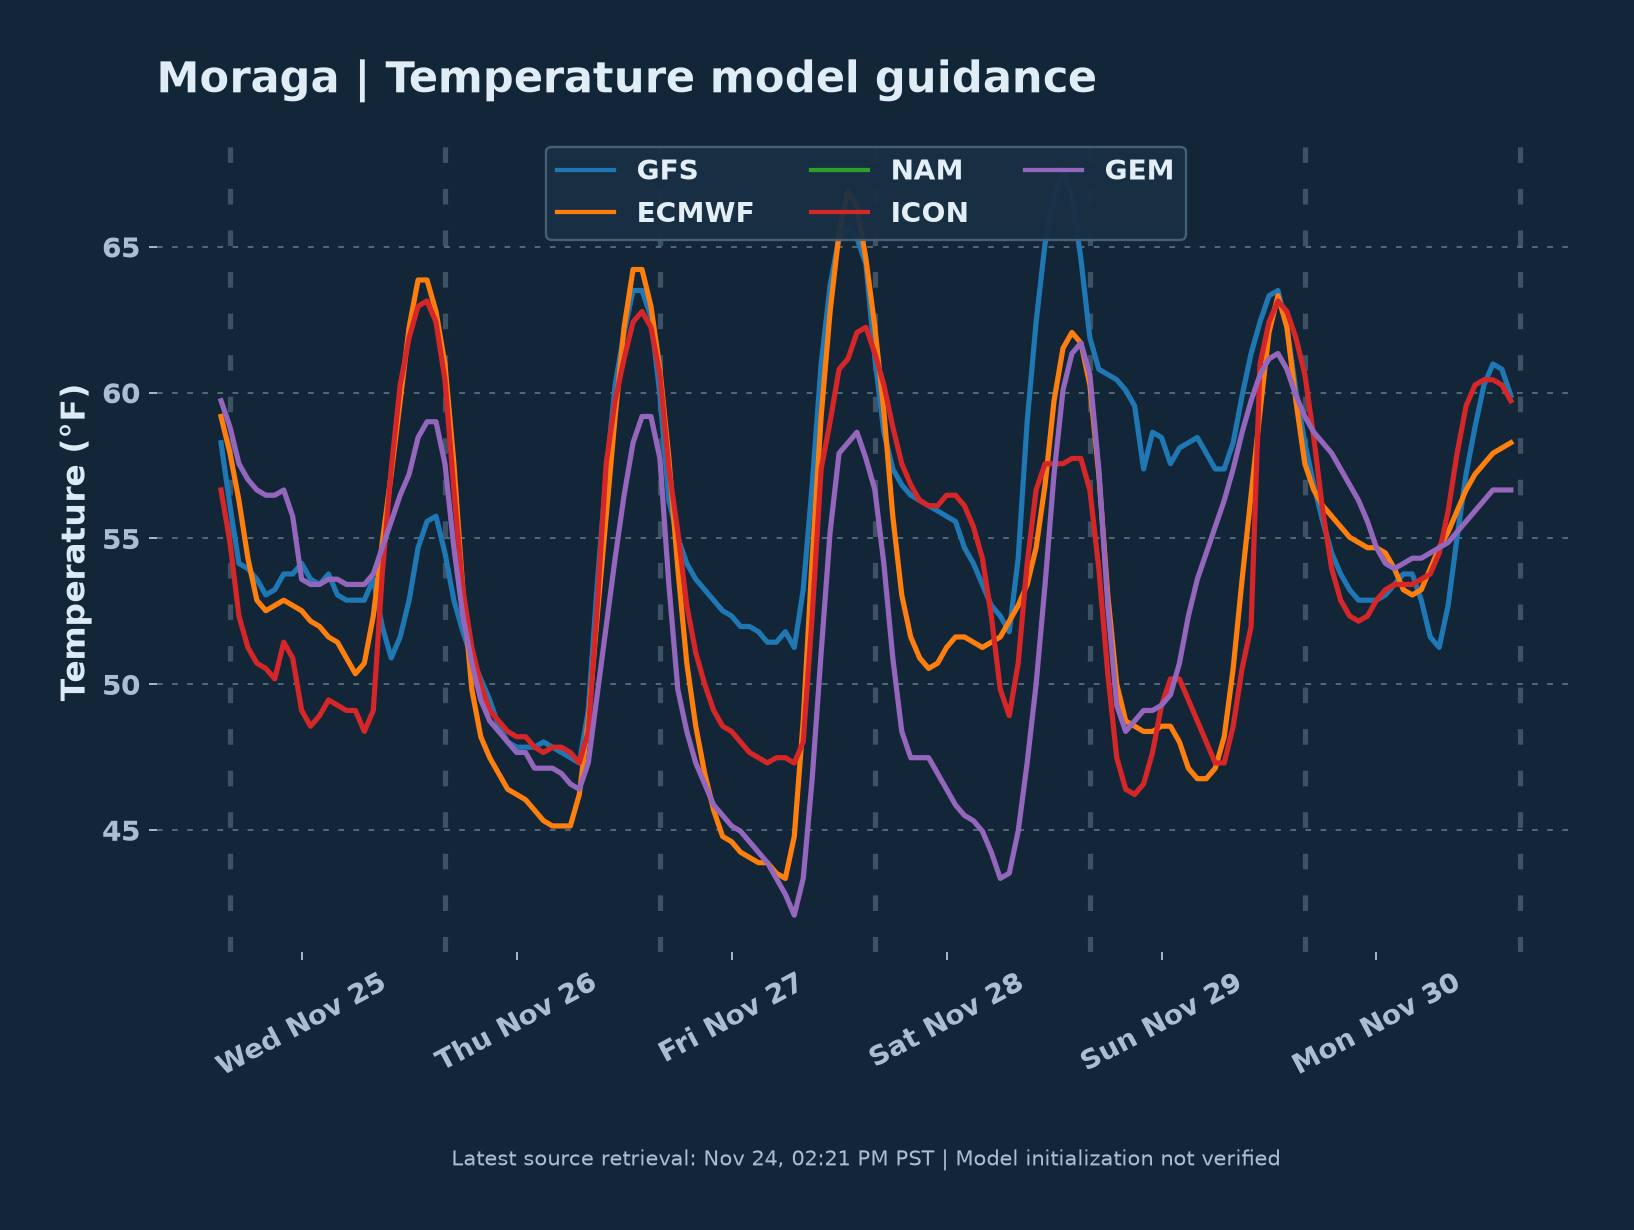 Moraga | Temperature model guidance
GFS
ECMWF
NAM
ICON
GEM
Temperature (°F)
65
60
55
50
45
Wed Nov 25
Thu Nov 26
Fri Nov 27
Sat Nov 28
Sun Nov 29
Mon Nov 30
Latest source retrieval: Nov 24, 02:21 PM PST | Model initialization not verified